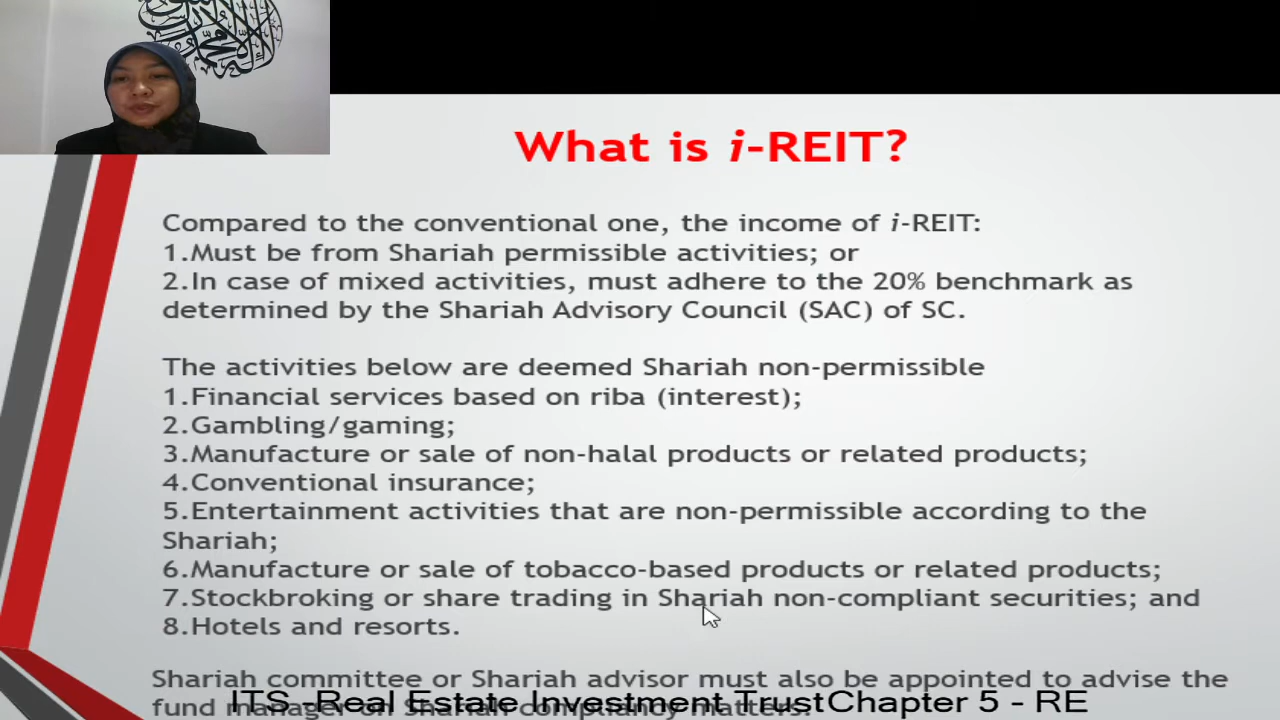 What is i-REIT?
Compared to the conventional one, the income of i-REIT:
1.Must be from Shariah permissible activities; or
2.In case of mixed activities, must adhere to the 20% benchmark as
determined by the Shariah Advisory Council (SAC) of SC.
The activities below are deemed Shariah non-permissible
1.Financial services based on riba (interest);
2.Gambling/gaming;
3.Manufacture or sale of non-halal products or related products;
4.Conventional insurance;
5.Entertainment activities that are non-permissible according to the
Shariah;
6.Manufacture or sale of tobacco-based products or related products;
7.Stockbroking or share trading in Shariah non-compliant securities; and
8.Hotels and resorts.
Shariah committee or Shariah advisor must also be appointed to advise the
fund manager on Shariah compliancy matters.
ITS -Real Estate Investment TrustChapter 5 - RE